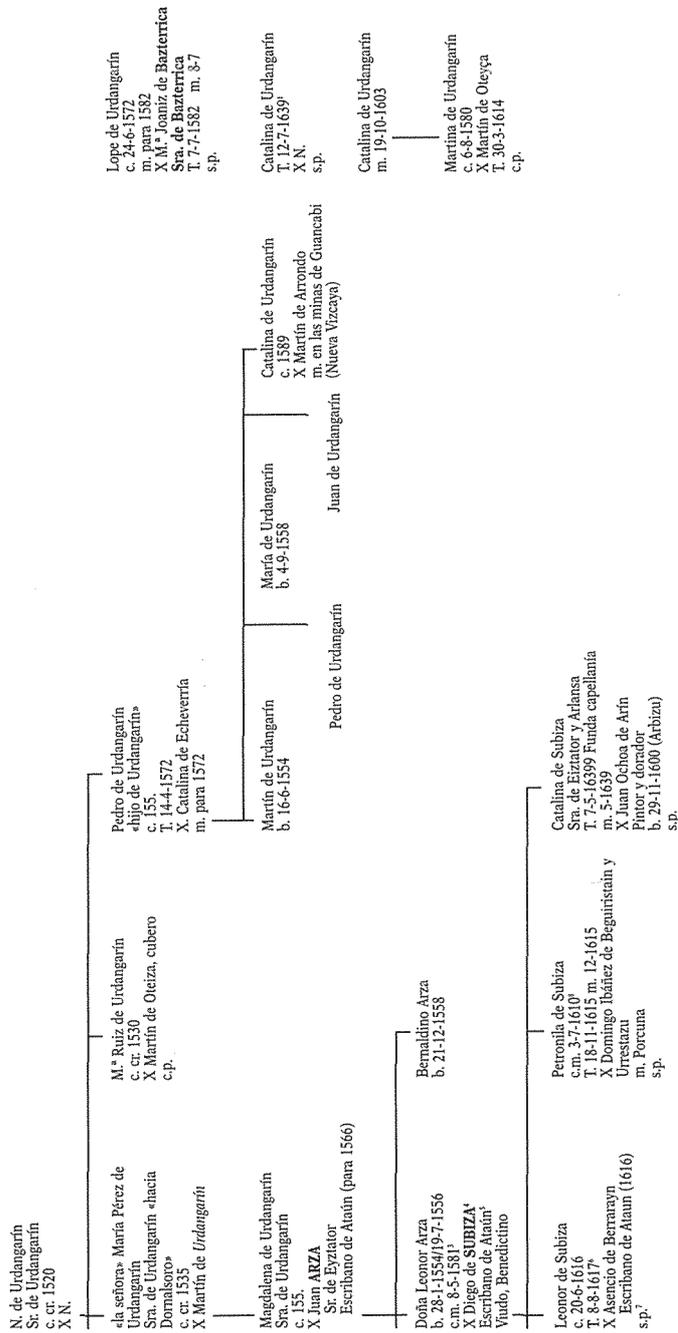 N. de Urdangarín
Sr. de Urdangarín
c. cr. 1520
X N.
«la señora» María Pérez de
Urdangarín
Sra. de Urdangarín «hacia
Dornalsoro»
c. cr. 1535
X Martín de Urdangarín
M.ª Ruiz de Urdangarín
c. cr. 1530
X Martín de Oteiza, cubero
c.p.
Pedro de Urdangarín
«hijo de Urdangarín»
c. 155.
T. 14-4-1572
X. Catalina de Echeverría
m. para 1572
Lope de Urdangarín
c. 24-6-1572
m. para 1582
X M.ª Joaniz de Bazterrica
Sra. de Bazterrica
T. 7-7-1582 m. 8-7
s.p.
Magdalena de Urdangarín
Sra. de Urdangarín
c. 155.
X Juan ARZA
Sr. de Eyztator
Escribano de Ataún (para 1566)
Martín de Urdangarín
b. 16-6-1554
Pedro de Urdangarín
María de Urdangarín
b. 4-9-1558
Juan de Urdangarín
Catalina de Urdangarín
c. 1589
X Martín de Arrondo
m. en las minas de Guancabi
(Nueva Vizcaya)
Catalina de Urdangarín
T. 12-7-1639¹
X N.
s.p.
Catalina de Urdangarín
m. 19-10-1603
Martina de Urdangarín
c. 6-8-1580
X Martín de Oteyça
T. 30-3-1614
c.p.
Doña Leonor Arza
b. 28-1-1554/19-7-1556
c.m. 8-5-1581³
X Diego de SUBIZA⁴
Escribano de Ataún⁵
Viudo, Benedictino
Bernaldino Arza
b. 21-12-1558
Leonor de Subiza
c. 20-6-1616
T. 8-8-1617⁶
X Asencio de Berrarayn
Escribano de Ataun (1616)
s.p.⁷
Petronila de Subiza
c.m. 3-7-1610⁸
T. 18-11-1615 m. 12-1615
X Domingo Ibáñez de Beguiristain y
Urrestazu
m. Porcuna
s.p.
Catalina de Subiza
Sra. de Eiztator y Arlansa
T. 7-5-16399 Funda capellanía
m. 5-1639
X Juan Ochoa de Arín
Pintor y dorador
b. 29-11-1600 (Arbizu)
s.p.